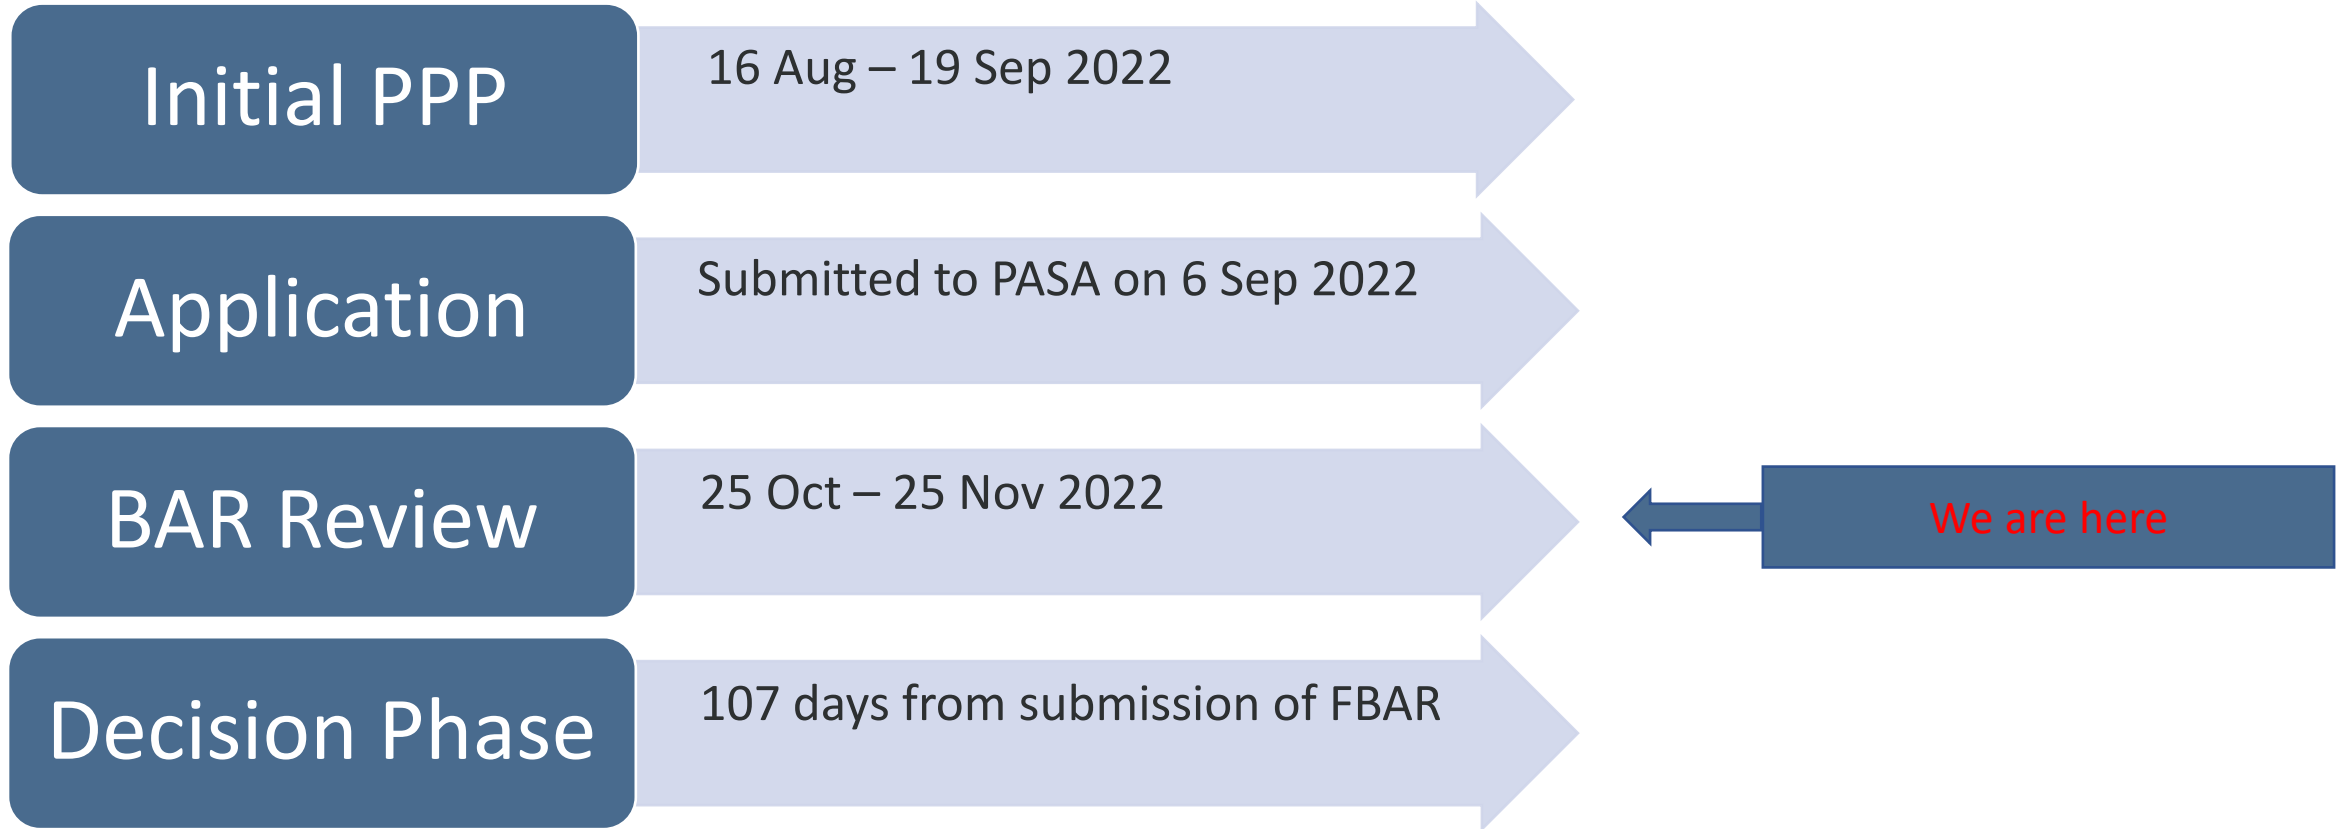 Initial PPP
16 Aug – 19 Sep 2022
Application
Submitted to PASA on 6 Sep 2022
BAR Review
25 Oct – 25 Nov 2022
We are here
Decision Phase
107 days from submission of FBAR